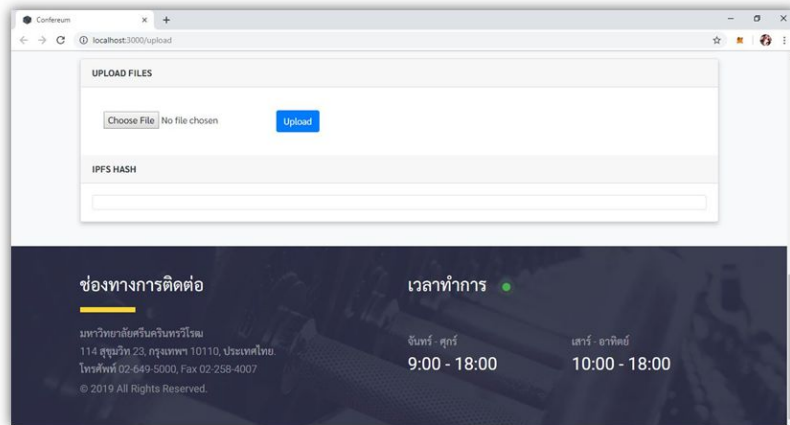 Confereum
localhost:3000/upload
UPLOAD FILES
Choose File No file chosen Upload
IPFS HASH
ช่องทางการติดต่อ
มหาวิทยาลัยศรีนครินทรวิโรฒ
114 สุขุมวิท 23, กรุงเทพฯ 10110, ประเทศไทย.
โทรศัพท์ 02-649-5000, Fax 02-258-4007
© 2019 All Rights Reserved.
เวลาทำการ
จันทร์ - ศุกร์
9:00 - 18:00
เสาร์ - อาทิตย์
10:00 - 18:00